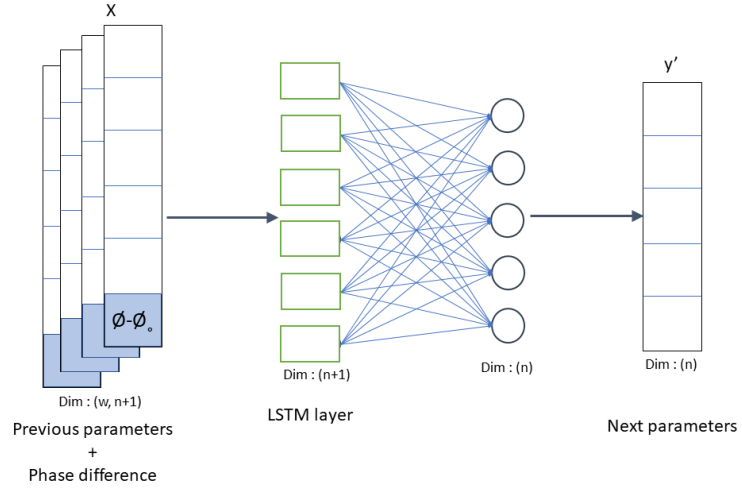 X
y’
Ø-Ø₀
Dim : (w, n+1)
Dim : (n+1)
Dim : (n)
Dim : (n)
Previous parameters
+
Phase difference
LSTM layer
Next parameters